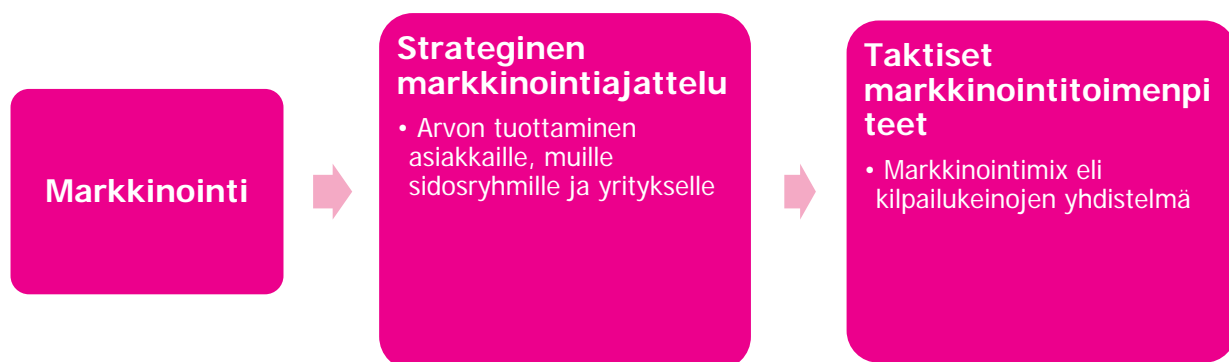 Markkinointi
Strateginen
markkinointiajattelu
• Arvon tuottaminen
asiakkaille, muille
sidosryhmille ja yritykselle
Taktiset
markkinointitoimenpi
teet
• Markkinointimix eli
kilpailukeinojen yhdistelmä